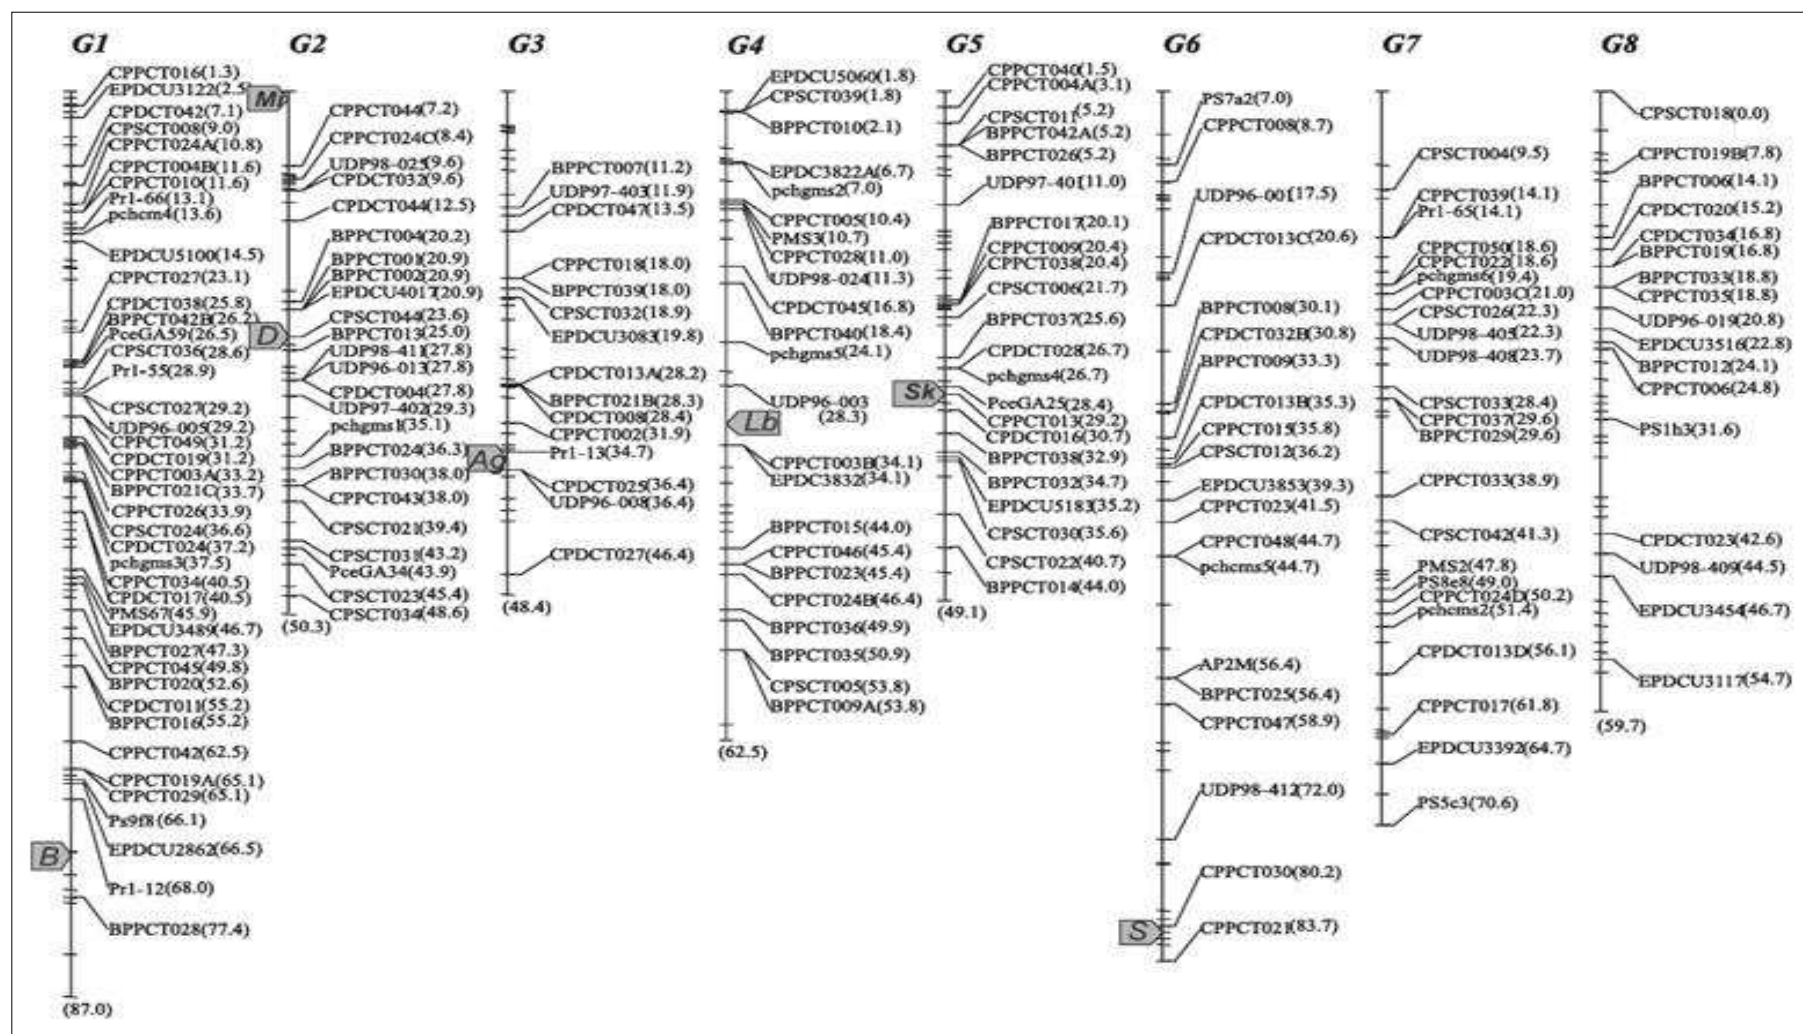 G1
CPPCT016(1.3)
EPDCU3122(2.5
CPDCT042(7.1)
CPSCT008(9.0)
CPPCT024A(10.8)
CPPCT004B(11.6)
CPPCT010(11.6)
Pr1-66(13.1)
pchcm4(13.6)
EPDCU5100(14.5)
CPPCT027(23.1)
CPDCT038(25.8)
BPPCT042B(26.2)
PceGA59(26.5)
CPSCT036(28.6)
Pr1-55(28.9)
CPSCT027(29.2)
UDP96-005(29.2)
CPPCT049(31.2)
CPDCT019(31.2)
CPPCT003A(33.2)
BPPCT021C(33.7)
CPPCT026(33.9)
CPSCT024(36.6)
CPDCT024(37.2)
pchgms3(37.5)
CPPCT034(40.5)
CPDCT017(40.5)
PMS67(45.9)
EPDCU3489(46.7)
BPPCT027(47.3)
CPPCT045(49.8)
BPPCT020(52.6)
CPDCT011(55.2)
BPPCT016(55.2)
CPPCT042(62.5)
CPPCT019A(65.1)
CPPCT029(65.1)
Ps9f8(66.1)
EPDCU2862(66.5)
B
Pr1-12(68.0)
BPPCT028(77.4)
(87.0)
G2
CPPCT044(7.2)
CPPCT024C(8.4)
UDP98-025(9.6)
CPDCT032(9.6)
CPDCT044(12.5)
BPPCT004(20.2)
BPPCT001(20.9)
BPPCT002(20.9)
EPDCU4017(20.9)
CPSCT044(23.6)
D
BPPCT013(25.0)
UDP98-411(27.8)
UDP96-013(27.8)
CPDCT004(27.8)
UDP97-402(29.3)
pchgms1(35.1)
BPPCT024(36.3)
BPPCT030(38.0)
CPPCT043(38.0)
CPSCT021(39.4)
CPSCT031(43.2)
PceGA34(43.9)
CPSCT023(45.4)
CPSCT034(48.6)
(50.3)
G3
BPPCT007(11.2)
UDP97-403(11.9)
CPDCT047(13.5)
CPPCT018(18.0)
BPPCT039(18.0)
CPSCT032(18.9)
EPDCU3083(19.8)
CPDCT013A(28.2)
BPPCT021B(28.3)
CPDCT008(28.4)
CPPCT002(31.9)
Pr1-13(34.7)
Ag
CPDCT025(36.4)
UDP96-008(36.4)
CPDCT027(46.4)
(48.4)
G4
EPDCU5060(1.8)
CPSCT039(1.8)
BPPCT010(2.1)
EPDC3822A(6.7)
pchgms2(7.0)
CPPCT005(10.4)
PMS3(10.7)
CPPCT028(11.0)
UDP98-024(11.3)
CPDCT045(16.8)
BPPCT040(18.4)
pchgms5(24.1)
UDP96-003
(28.3)
Lb
CPPCT003B(34.1)
EPDC3832(34.1)
BPPCT015(44.0)
CPPCT046(45.4)
BPPCT023(45.4)
CPPCT024B(46.4)
BPPCT036(49.9)
BPPCT035(50.9)
CPSCT005(53.8)
BPPCT009A(53.8)
(62.5)
G5
CPPCT040(1.5)
CPPCT004A(3.1)
CPSCT011(5.2)
BPPCT042A(5.2)
BPPCT026(5.2)
UDP97-401(11.0)
BPPCT017(20.1)
CPPCT009(20.4)
CPPCT038(20.4)
CPSCT006(21.7)
BPPCT037(25.6)
CPDCT028(26.7)
pchgms4(26.7)
Sk
PceGA25(28.4)
CPPCT013(29.2)
CPDCT016(30.7)
BPPCT038(32.9)
BPPCT032(34.7)
EPDCU5183(35.2)
CPSCT030(35.6)
CPSCT022(40.7)
BPPCT014(44.0)
(49.1)
G6
PS7a2(7.0)
CPPCT008(8.7)
UDP96-001(17.5)
CPDCT013C(20.6)
BPPCT008(30.1)
CPDCT032B(30.8)
BPPCT009(33.3)
CPDCT013B(35.3)
CPPCT015(35.8)
CPSCT012(36.2)
EPDCU3853(39.3)
CPPCT023(41.5)
CPPCT048(44.7)
pchcms5(44.7)
AP2M(56.4)
BPPCT025(56.4)
CPPCT047(58.9)
UDP98-412(72.0)
CPPCT030(80.2)
S
CPPCT021(83.7)
G7
CPSCT004(9.5)
CPPCT039(14.1)
Pr1-65(14.1)
CPPCT050(18.6)
CPPCT022(18.6)
pchgms6(19.4)
CPPCT003C(21.0)
CPSCT026(22.3)
UDP98-405(22.3)
UDP98-408(23.7)
CPSCT033(28.4)
CPPCT037(29.6)
BPPCT029(29.6)
CPPCT033(38.9)
CPSCT042(41.3)
PMS2(47.8)
PS8e8(49.0)
CPPCT024D(50.2)
pchcms2(51.4)
CPDCT013D(56.1)
CPPCT017(61.8)
EPDCU3392(64.7)
PS5c3(70.6)
G8
CPSCT018(0.0)
CPPCT019B(7.8)
BPPCT006(14.1)
CPDCT020(15.2)
CPDCT034(16.8)
BPPCT019(16.8)
BPPCT033(18.8)
CPPCT035(18.8)
UDP96-019(20.8)
EPDCU3516(22.8)
BPPCT012(24.1)
CPPCT006(24.8)
PS1h3(31.6)
CPDCT023(42.6)
UDP98-409(44.5)
EPDCU3454(46.7)
EPDCU3117(54.7)
(59.7)